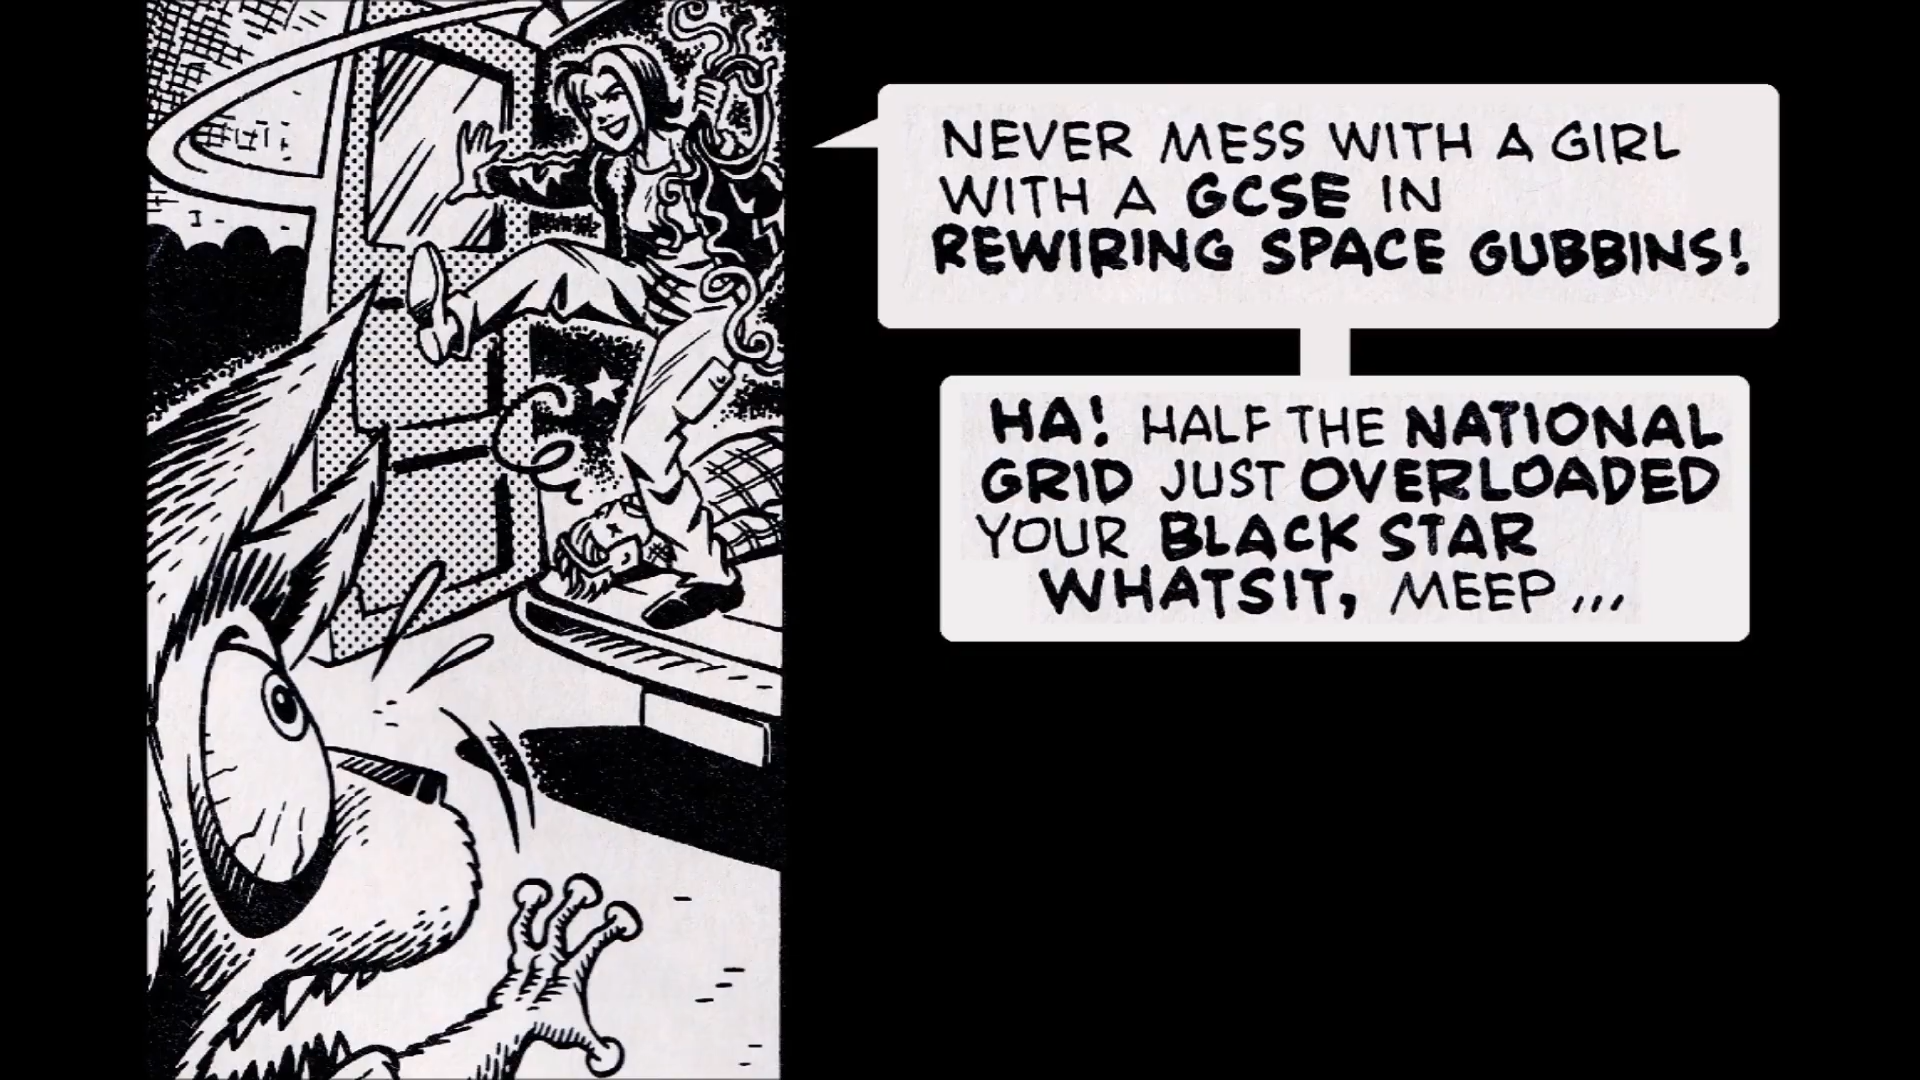 NEVER MESS WITH A GIRL
WITH A GCSE IN
REWIRING SPACE GUBBINS!
HA! HALF THE NATIONAL
GRID JUST OVERLOADED
YOUR BLACK STAR
WHATSIT, MEEP...